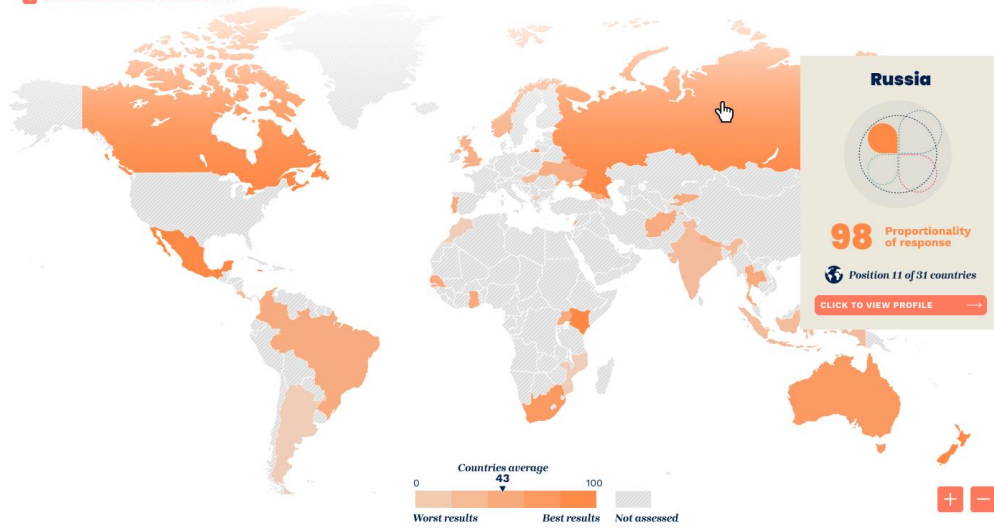 Russia
98
Proportionality
of response
Position 11 of 31 countries
CLICK TO VIEW PROFILE
Countries average
43
0
100
Worst results
Best results
Not assessed
+
−